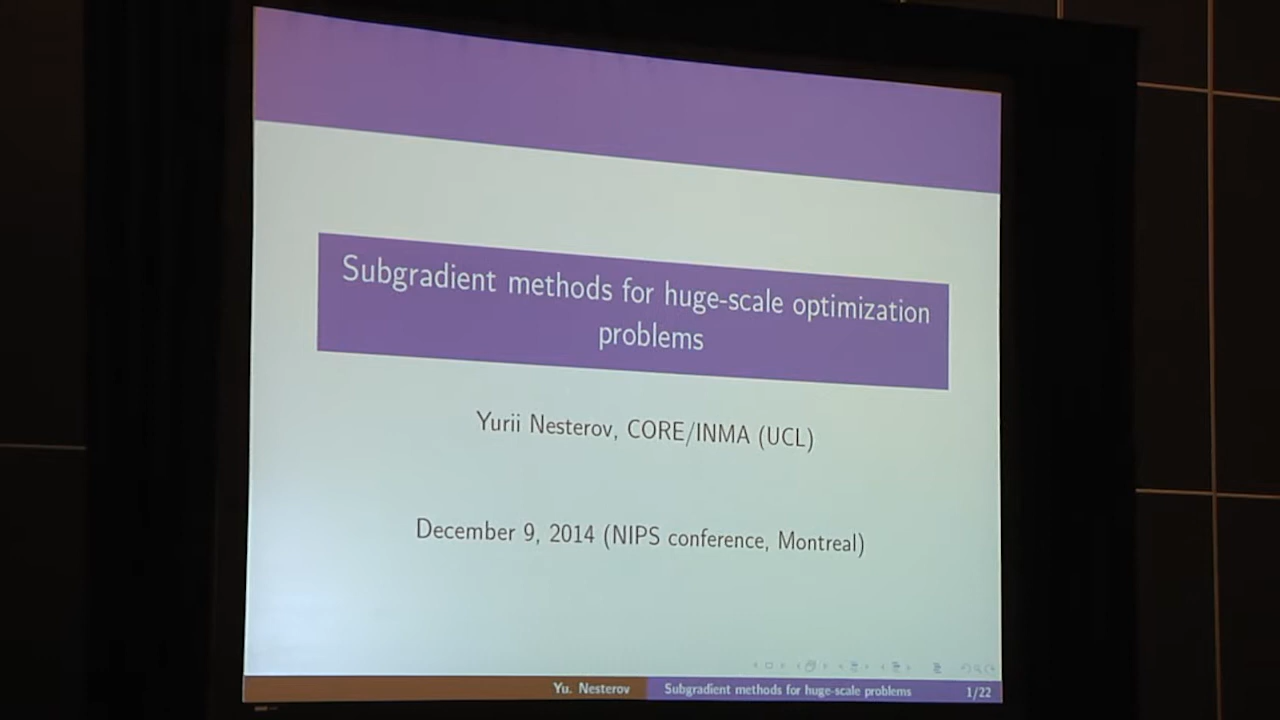 Subgradient methods for huge-scale optimization
problems
Yurii Nesterov, CORE/INMA (UCL)
December 9, 2014 (NIPS conference, Montreal)
Yu. Nesterov
Subgradient methods for huge-scale problems
1/22